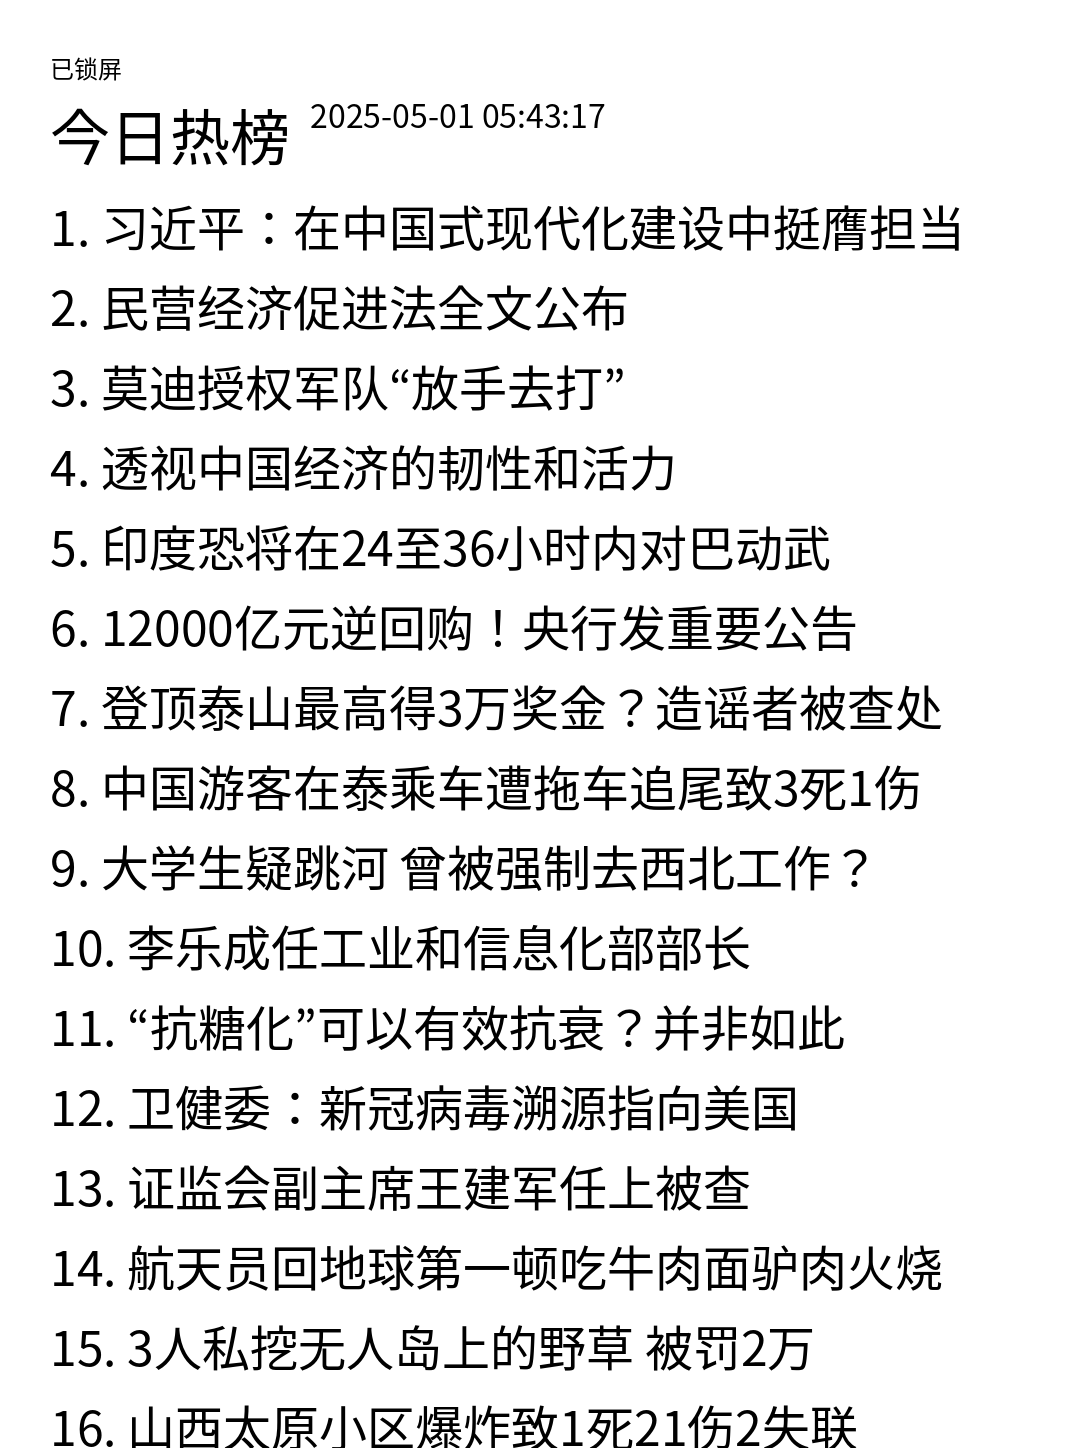 已锁屏
今日热榜 2025-05-01 05:43:17
1. 习近平：在中国式现代化建设中挺膺担当
2. 民营经济促进法全文公布
3. 莫迪授权军队“放手去打”
4. 透视中国经济的韧性和活力
5. 印度恐将在24至36小时内对巴动武
6. 12000亿元逆回购！央行发重要公告
7. 登顶泰山最高得3万奖金？造谣者被查处
8. 中国游客在泰乘车遭拖车追尾致3死1伤
9. 大学生疑跳河 曾被强制去西北工作？
10. 李乐成任工业和信息化部部长
11. “抗糖化”可以有效抗衰？并非如此
12. 卫健委：新冠病毒溯源指向美国
13. 证监会副主席王建军任上被查
14. 航天员回地球第一顿吃牛肉面驴肉火烧
15. 3人私挖无人岛上的野草 被罚2万
16. 山西太原小区爆炸致1死21伤2失联